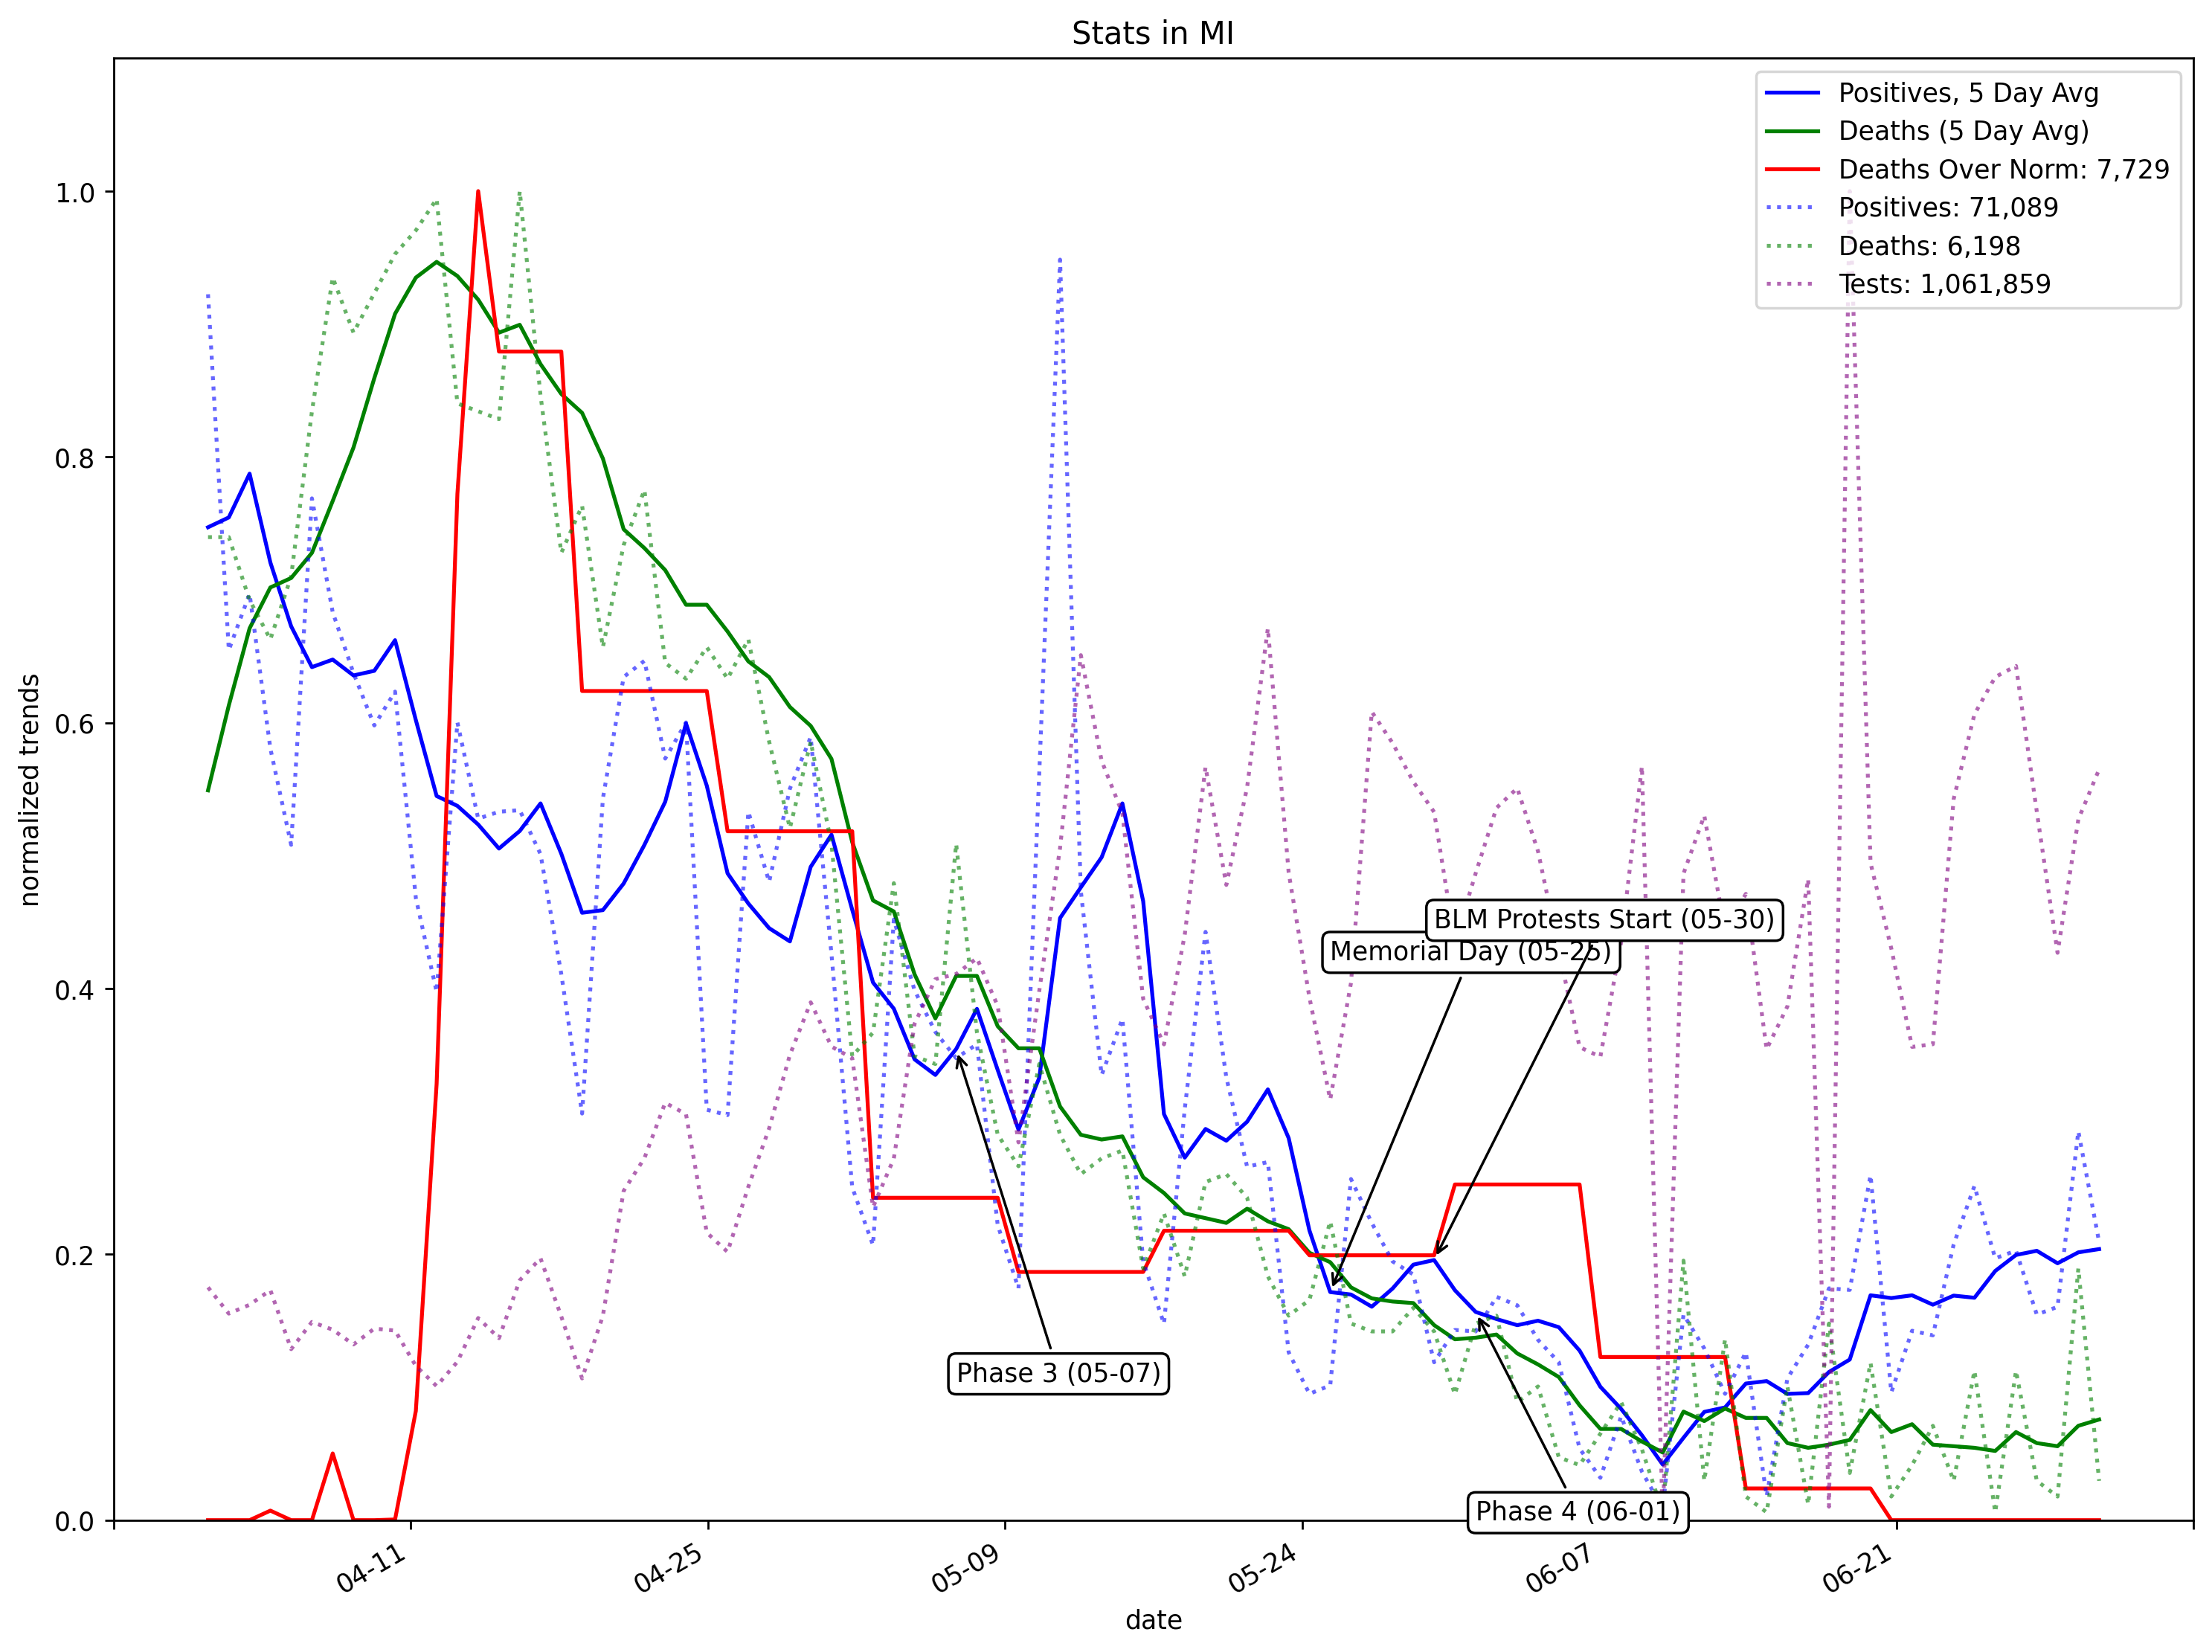 Stats in MI
Positives, 5 Day Avg
Deaths (5 Day Avg)
Deaths Over Norm: 7,729
Positives: 71,089
Deaths: 6,198
Tests: 1,061,859
normalized trends
1.0
0.8
0.6
0.4
0.2
0.0
BLM Protests Start (05-30)
Memorial Day (05-25)
Phase 3 (05-07)
Phase 4 (06-01)
04-11
04-25
05-09
05-24
06-07
06-21
date